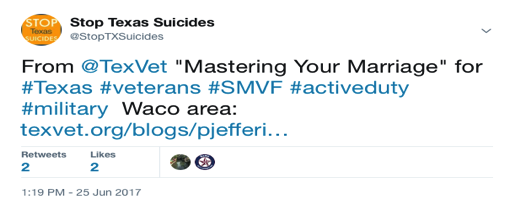 STOP
Texas
SUICIDES
Stop Texas Suicides
@StopTXSuicides
From @TexVet "Mastering Your Marriage" for
#Texas #veterans #SMVF #activeduty
#military  Waco area:
texvet.org/blogs/pjefferi...
Retweets Likes
2 2
1:19 PM - 25 Jun 2017